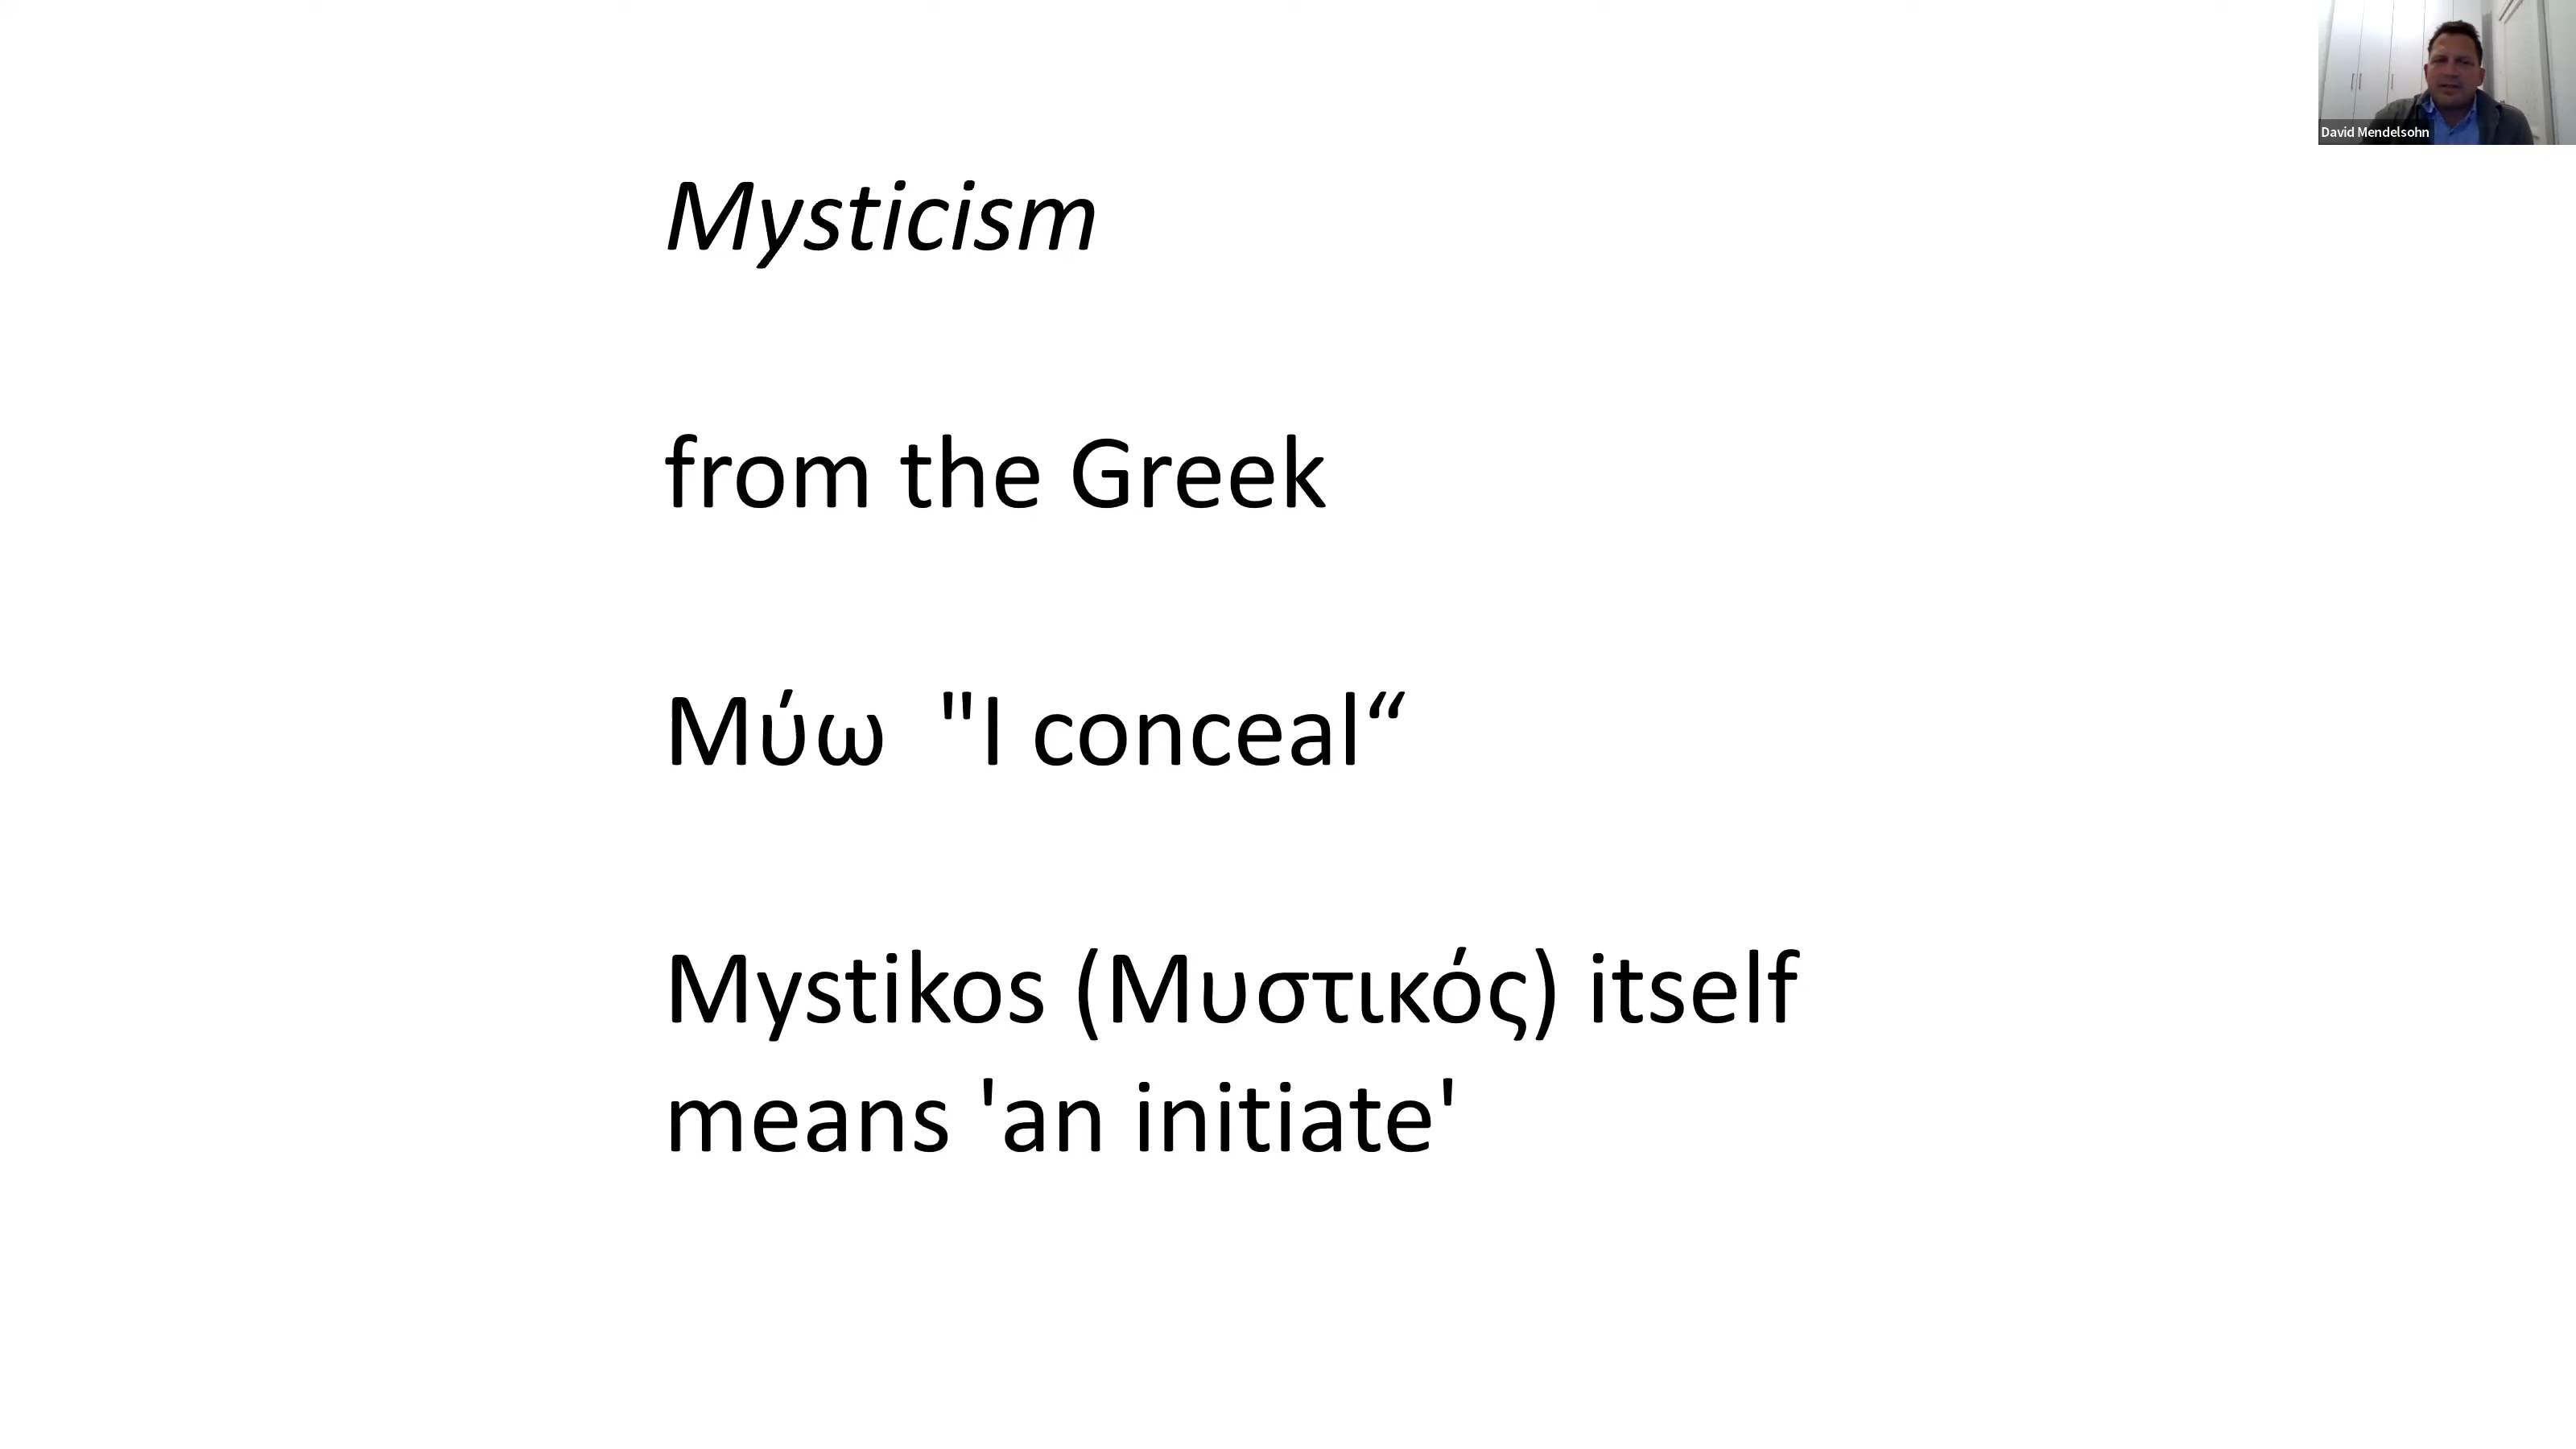 David Mendelsohn
Mysticism
from the Greek
Μύω  "I conceal“
Mystikos (Μυστικός) itself
means 'an initiate'